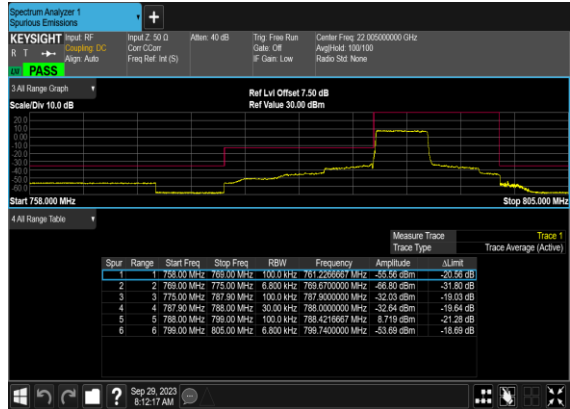 Spectrum Analyzer 1
Spurious Emissions
+
KEYSIGHT Input: RF Input Z: 50 Ω Atten: 40 dB Trig: Free Run Center Freq: 22.005000000 GHz
R T Coupling: DC Corr CCorr Gate: Off Avg|Hold: 100/100
Align: Auto Freq Ref: Int (S) IF Gain: Low Radio Std: None
PASS
3 All Range Graph
Ref Lvl Offset 7.50 dB
Scale/Div 10.0 dB Ref Value 30.00 dBm
20.0
10.0
0.00
-10.0
-20.0
-30.0
-40.0
-50.0
-60.0
Start 758.000 MHz Stop 805.000 MHz
4 All Range Table
Measure Trace Trace 1
Trace Type Trace Average (Active)
Spur Range Start Freq Stop Freq RBW Frequency Amplitude ΔLimit
1 1 758.00 MHz 769.00 MHz 100.0 kHz 761.2266667 MHz -55.56 dBm -20.56 dB
2 2 769.00 MHz 775.00 MHz 6.800 kHz 769.6700000 MHz -66.80 dBm -31.80 dB
3 3 775.00 MHz 787.90 MHz 100.0 kHz 787.9000000 MHz -32.03 dBm -19.03 dB
4 4 787.90 MHz 788.00 MHz 30.00 kHz 788.0000000 MHz -32.64 dBm -19.64 dB
5 5 788.00 MHz 799.00 MHz 100.0 kHz 788.4216667 MHz 8.719 dBm -21.28 dB
6 6 799.00 MHz 805.00 MHz 6.800 kHz 799.7400000 MHz -53.69 dBm -18.69 dB
? Sep 29, 2023
8:12:17 AM